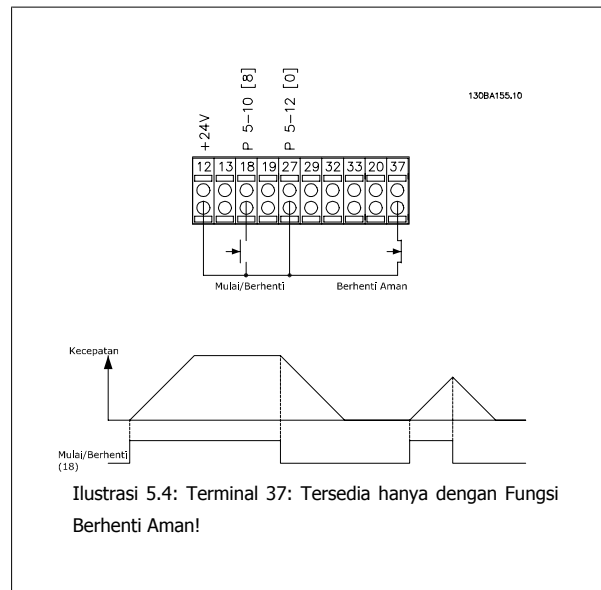 130BA155.10
+24V
P 5-10 [8]
P 5-12 [0]
12 13 18 19 27 29 32 33 20 37
Mulai/Berhenti
Berhenti Aman
Kecepatan
Mulai/Berhenti
(18)
Ilustrasi 5.4: Terminal 37: Tersedia hanya dengan Fungsi
Berhenti Aman!